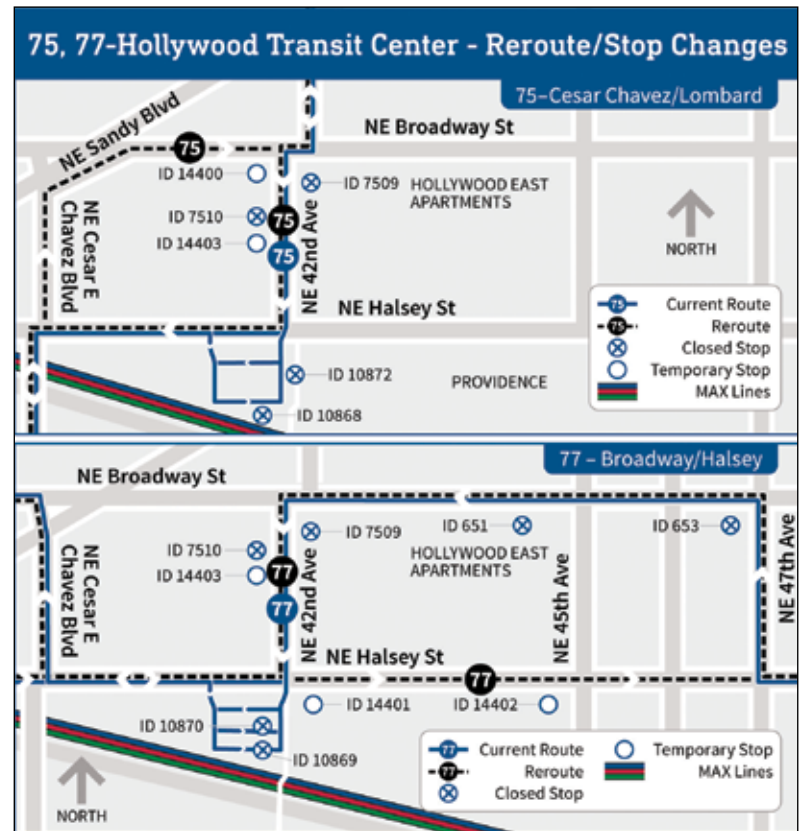 75, 77-Hollywood Transit Center - Reroute/Stop Changes
75–Cesar Chavez/Lombard
NE Sandy Blvd
NE Broadway St
75
ID 14400
ID 7509
HOLLYWOOD EAST
APARTMENTS
ID 7510
75
ID 14403
75
NE Cesar E
Chavez Blvd
NE 42nd Ave
NORTH
NE Halsey St
75 Current Route
75 Reroute
Closed Stop
Temporary Stop
MAX Lines
ID 10872
PROVIDENCE
ID 10868
77 – Broadway/Halsey
NE Broadway St
ID 7509
ID 651
ID 653
ID 7510
HOLLYWOOD EAST
APARTMENTS
ID 14403
77
77
NE Cesar E
Chavez Blvd
NE 42nd Ave
NE 45th Ave
NE 47th Ave
NE Halsey St
77
ID 14401
ID 14402
ID 10870
ID 10869
77 Current Route
77 Reroute
Closed Stop
Temporary Stop
MAX Lines
NORTH